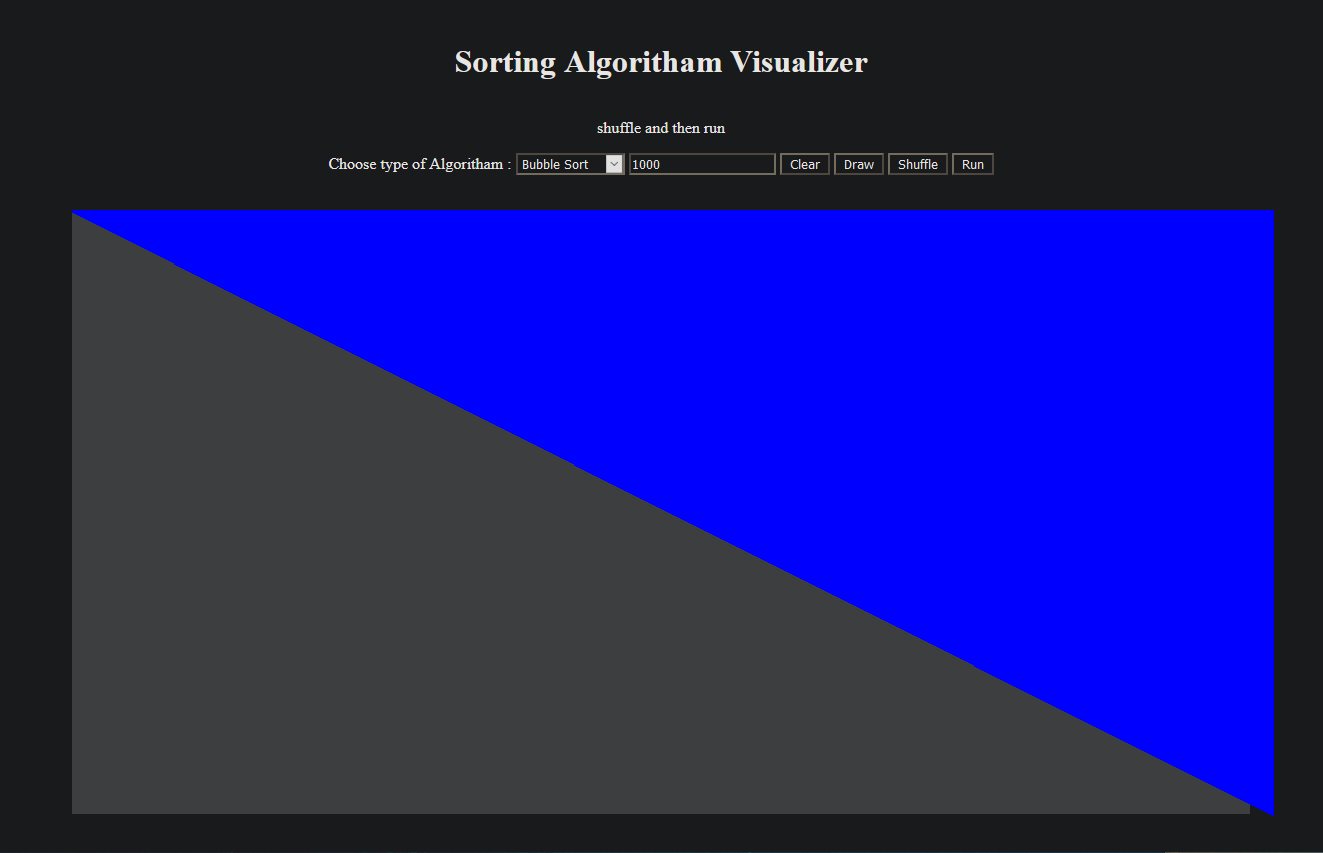 Sorting Algoritham Visualizer
shuffle and then run
Choose type of Algoritham : Bubble Sort 1000 Clear Draw Shuffle Run